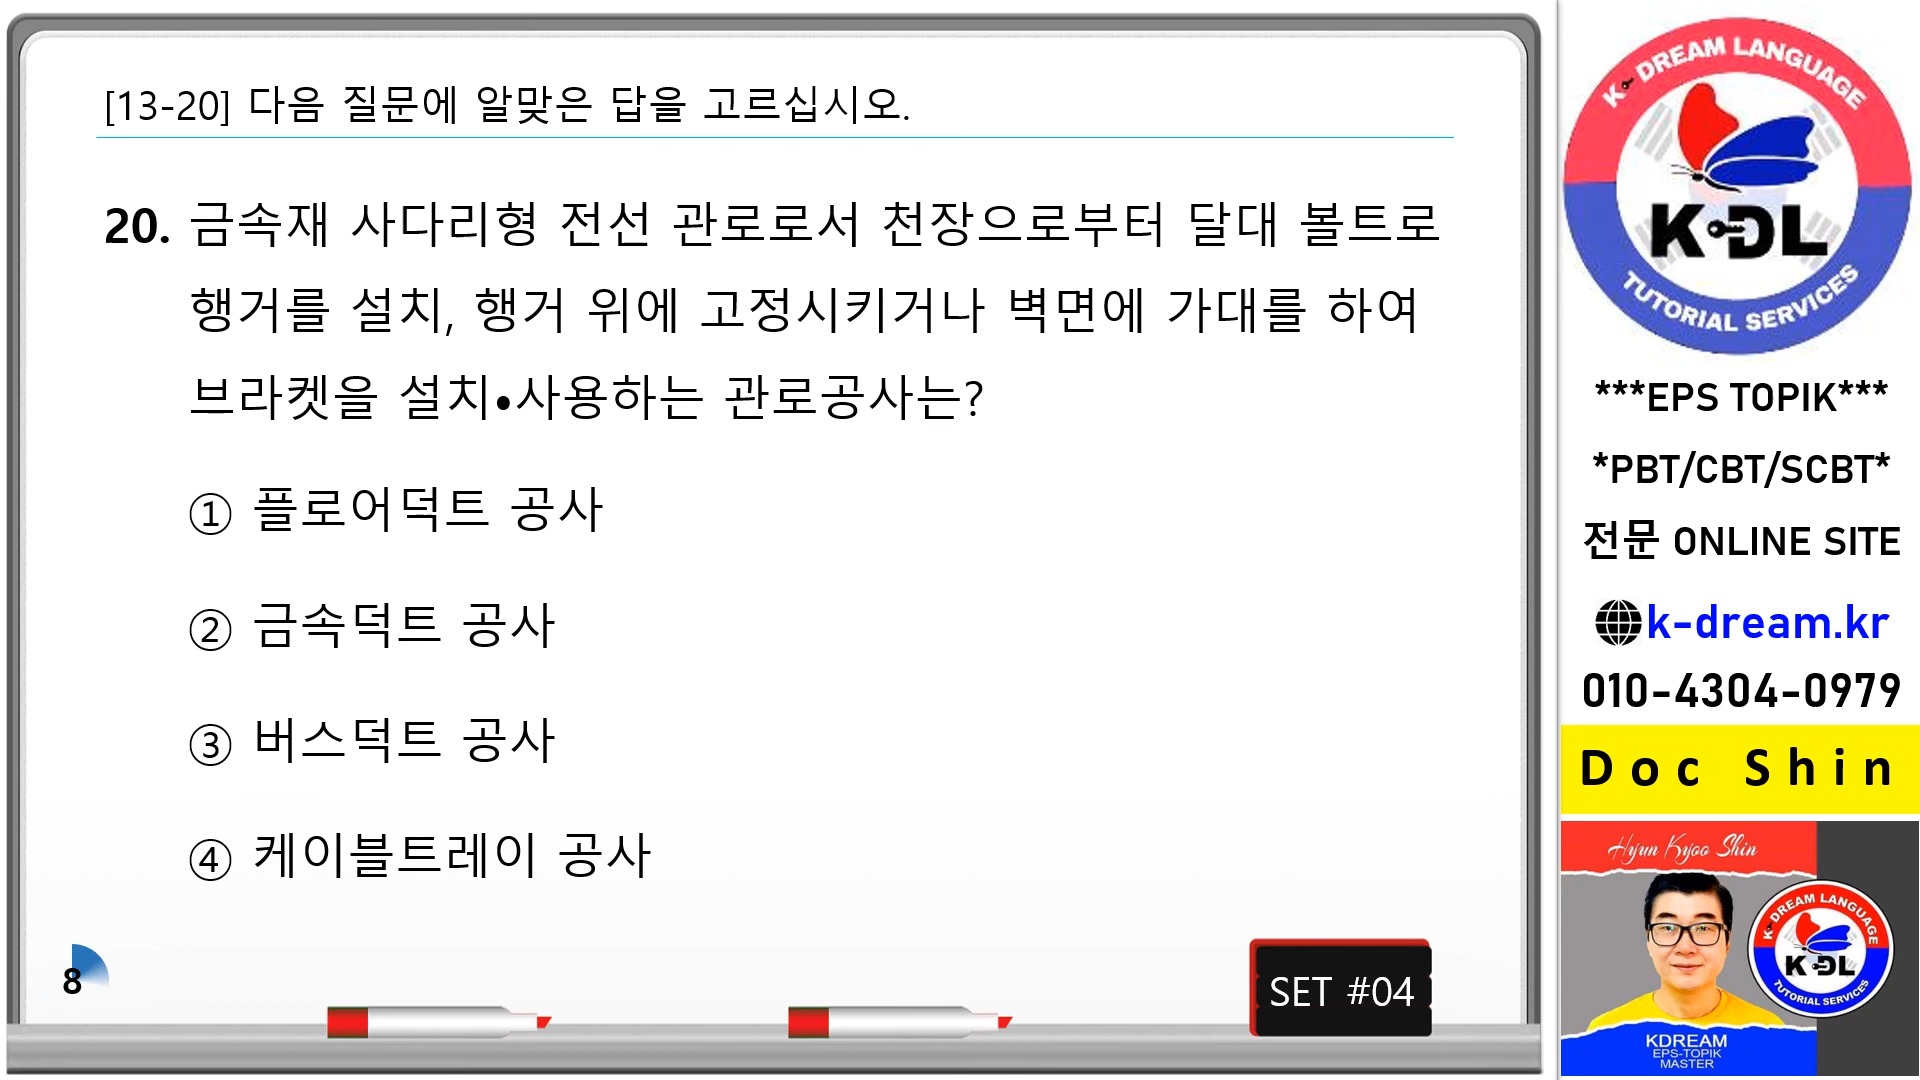 [13-20] 다음 질문에 알맞은 답을 고르십시오.
20. 금속재 사다리형 전선 관로로서 천장으로부터 달대 볼트로
행거를 설치, 행거 위에 고정시키거나 벽면에 가대를 하여
브라켓을 설치•사용하는 관로공사는?
① 플로어덕트 공사
② 금속덕트 공사
③ 버스덕트 공사
④ 케이블트레이 공사
8
SET #04
K-DREAM LANGUAGE
K-DL
TUTORIAL SERVICES
***EPS TOPIK***
*PBT/CBT/SCBT*
전문 ONLINE SITE
k-dream.kr
010-4304-0979
Doc Shin
Hyun Kyoo Shin
K-DREAM LANGUAGE
K-DL
TUTORIAL SERVICES
KDREAM
EPS-TOPIK
MASTER